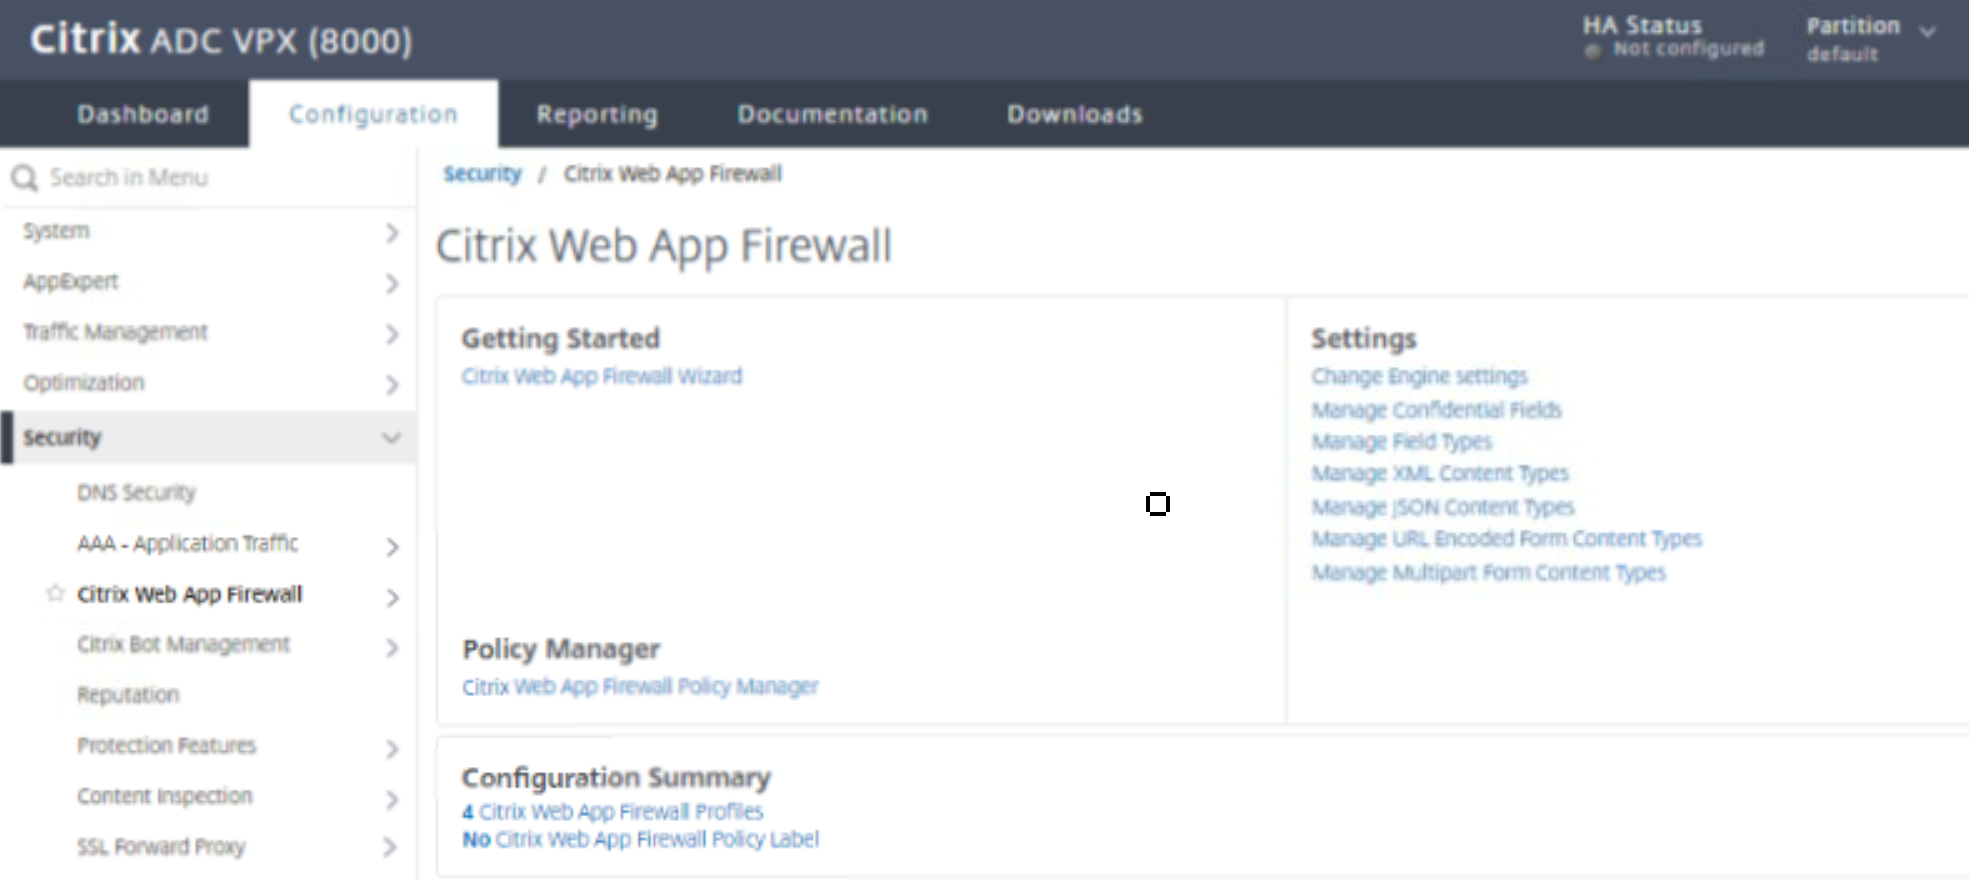 Citrix ADC VPX (8000)
HA Status
Not configured
Partition
default
Dashboard
Configuration
Reporting
Documentation
Downloads
Search in Menu
System
AppExpert
Traffic Management
Optimization
Security
DNS Security
AAA - Application Traffic
Citrix Web App Firewall
Citrix Bot Management
Reputation
Protection Features
Content Inspection
SSL Forward Proxy
Security / Citrix Web App Firewall
Citrix Web App Firewall
Getting Started
Citrix Web App Firewall Wizard
Policy Manager
Citrix Web App Firewall Policy Manager
Settings
Change Engine settings
Manage Confidential Fields
Manage Field Types
Manage XML Content Types
Manage JSON Content Types
Manage URL Encoded Form Content Types
Manage Multipart Form Content Types
Configuration Summary
4 Citrix Web App Firewall Profiles
No Citrix Web App Firewall Policy Label